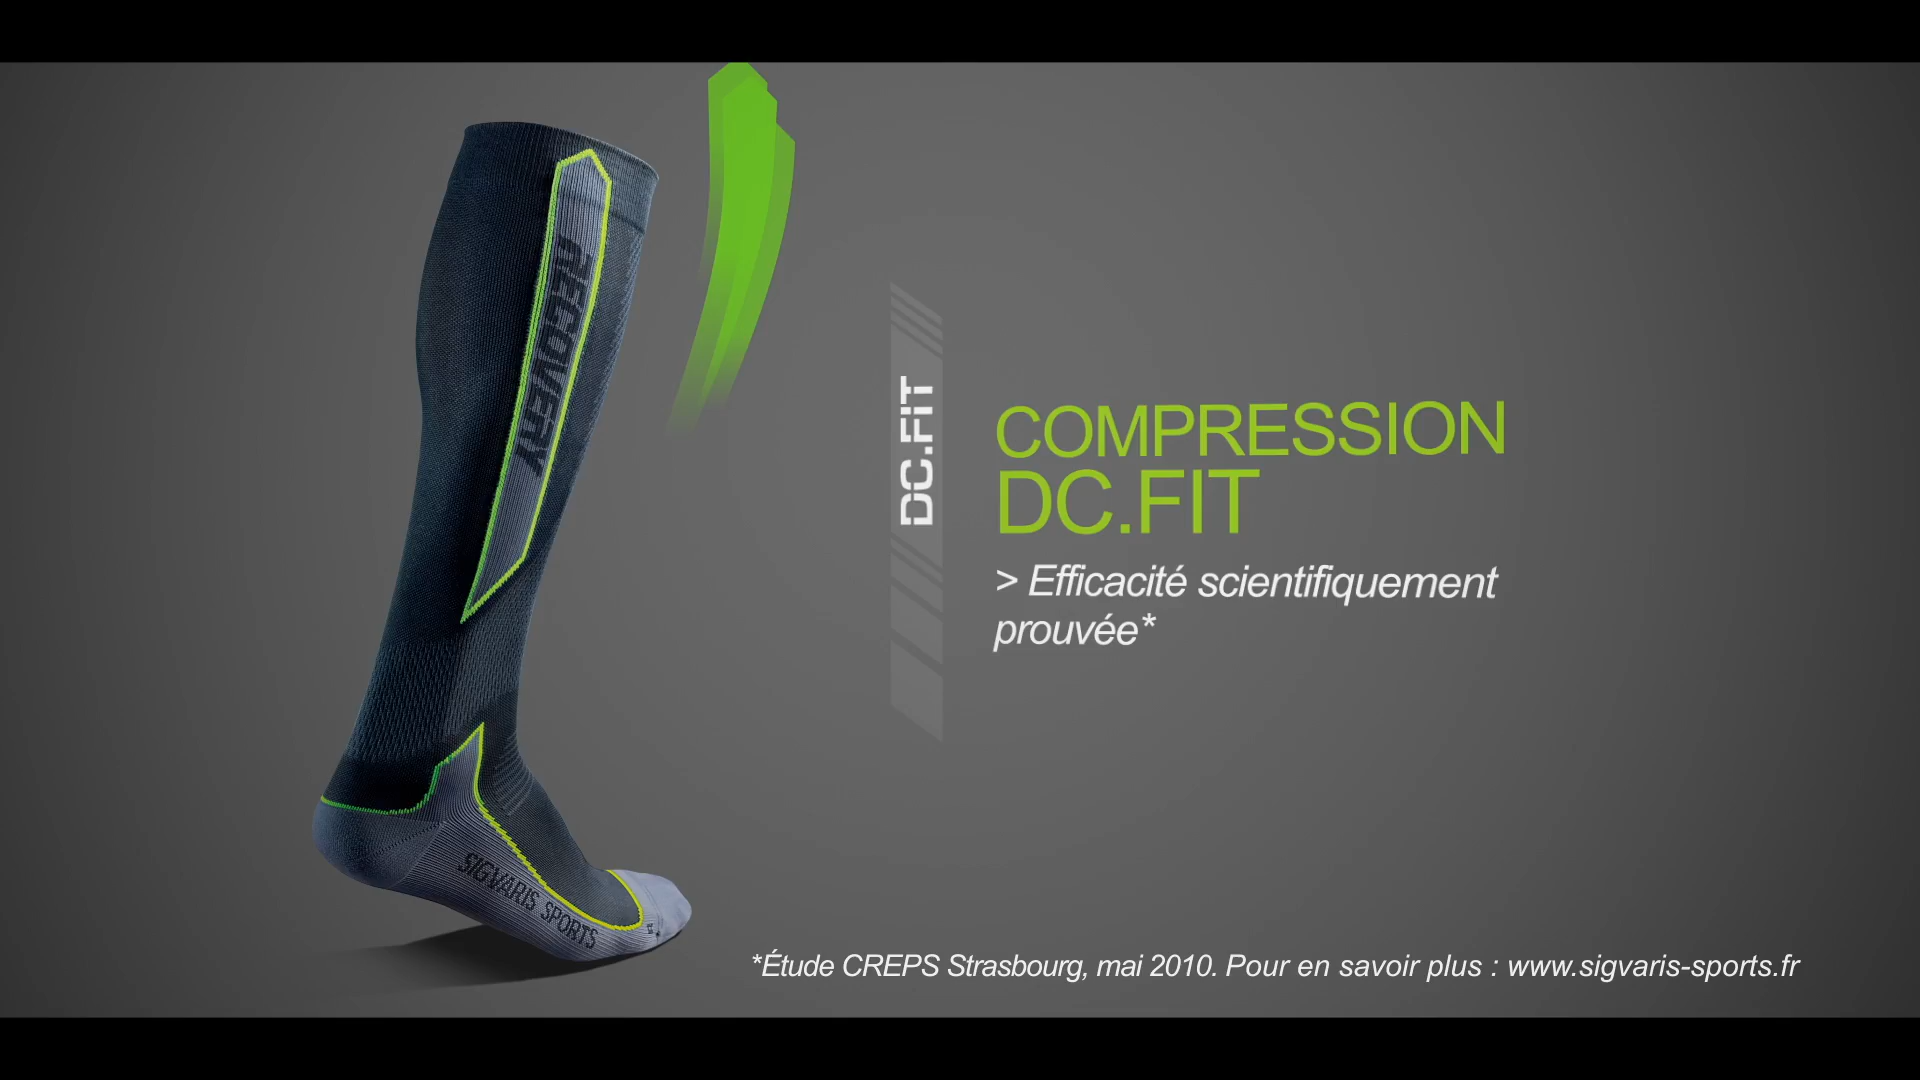 RECOVERY
SIGVARIS SPORTS
DC.FIT
COMPRESSION
DC.FIT
> Efficacité scientifiquement
prouvée*
*Étude CREPS Strasbourg, mai 2010. Pour en savoir plus : www.sigvaris-sports.fr